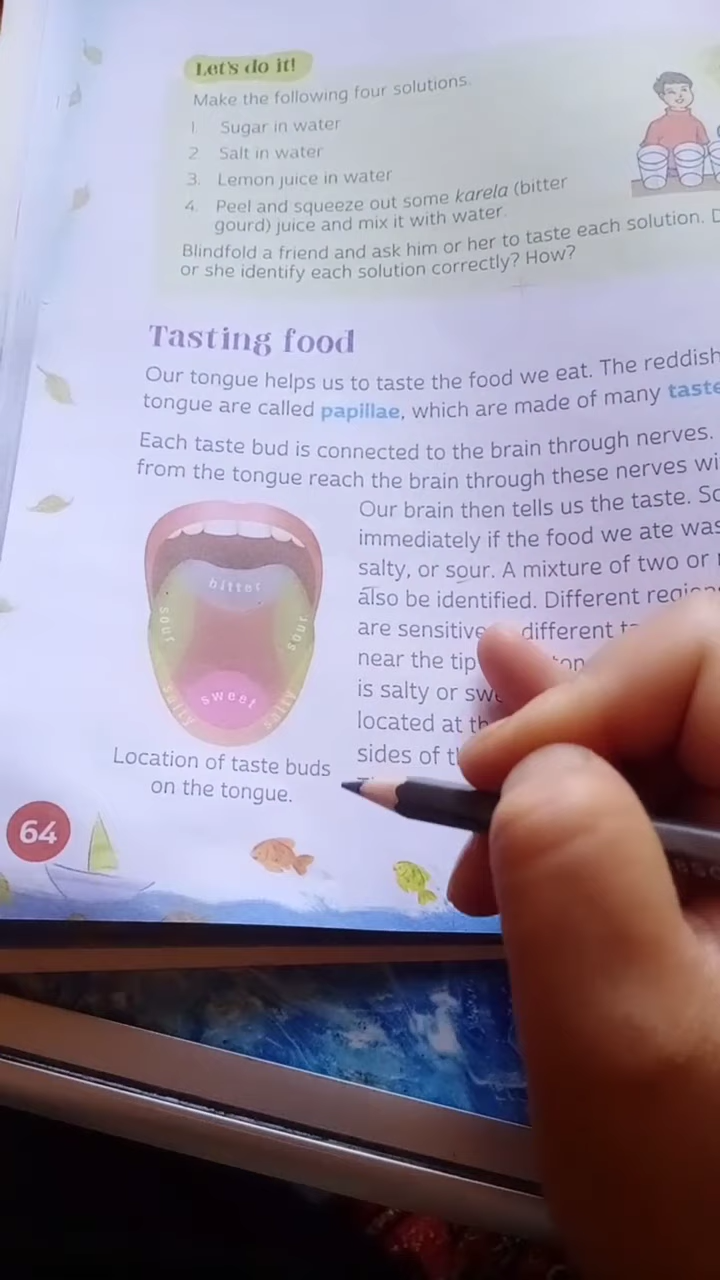 Let's do it!
Make the following four solutions.
1 Sugar in water
2 Salt in water
3. Lemon juice in water
4. Peel and squeeze out some karela (bitter
gourd) juice and mix it with water.
Blindfold a friend and ask him or her to taste each solution.
or she identify each solution correctly? How?
Tasting food
Our tongue helps us to taste the food we eat. The reddish
tongue are called papillae, which are made of many taste
Each taste bud is connected to the brain through nerves.
from the tongue reach the brain through these nerves
Our brain then tells us the taste.
immediately if the food we ate was
salty, or sour. A mixture of two or
also be identified. Different
are sensitive different
near the tip
is salty or
located at
sides of
bitter
sour
sour
salty
sweet
salty
Location of taste buds
on the tongue.
64